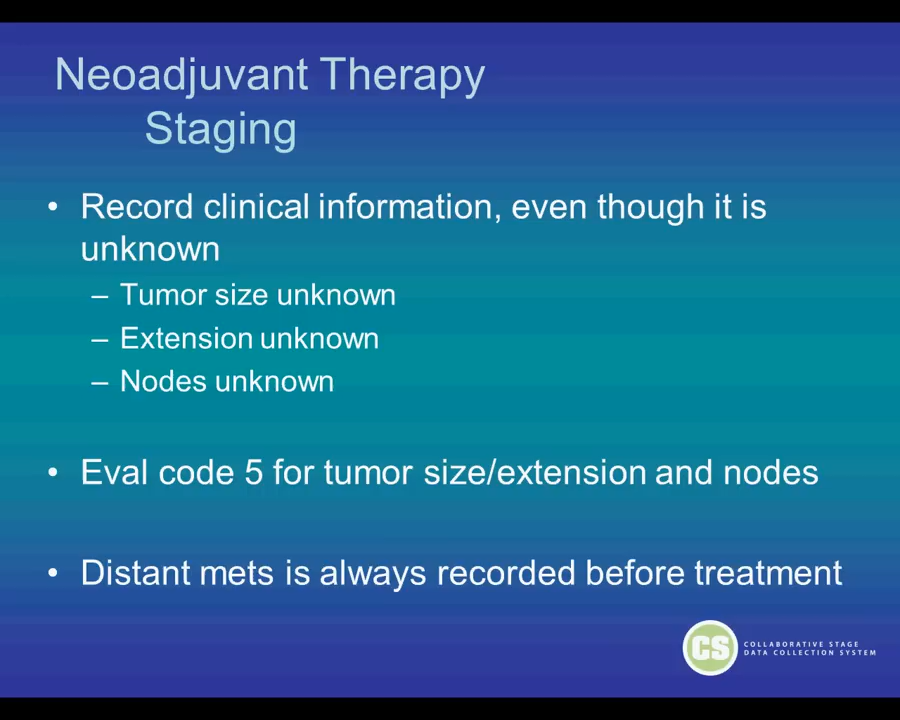 Neoadjuvant Therapy
Staging
• Record clinical information, even though it is
unknown
– Tumor size unknown
– Extension unknown
– Nodes unknown
• Eval code 5 for tumor size/extension and nodes
• Distant mets is always recorded before treatment
CS
COLLABORATIVE STAGE
DATA COLLECTION SYSTEM